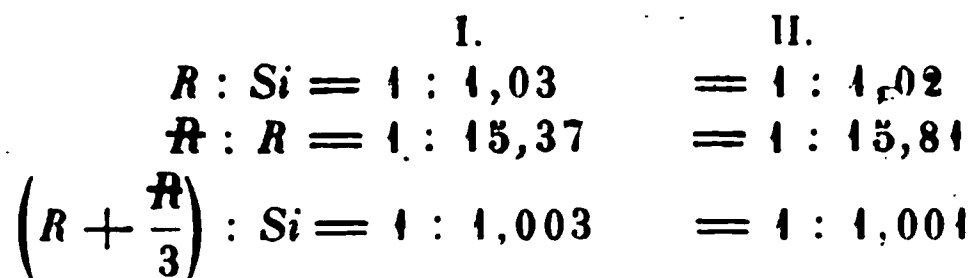 I. II.
R : Si = 1 : 1,03 = 1 : 1,02
R̶ : R = 1 : 15,37 = 1 : 15,81
(R + R̶/3) : Si = 1 : 1,003 = 1 : 1,001